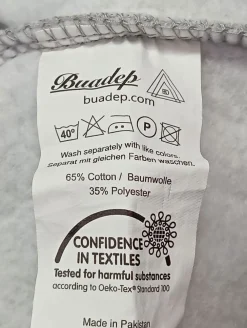 Buadep
buadep.com
40°
P
Wash separately with like colors.
Separat mit gleichen Farben waschen.
65% Cotton / Baumwolle
35% Polyester
CONFIDENCE
IN TEXTILES
Tested for harmful substances
according to Oeko-Tex® Standard 100
Made in Pakistan